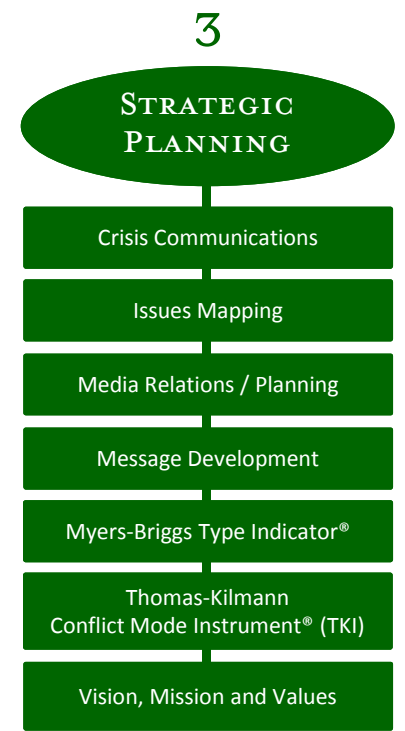 3
Strategic
Planning
Crisis Communications
Issues Mapping
Media Relations / Planning
Message Development
Myers-Briggs Type Indicator®
Thomas-Kilmann
Conflict Mode Instrument® (TKI)
Vision, Mission and Values